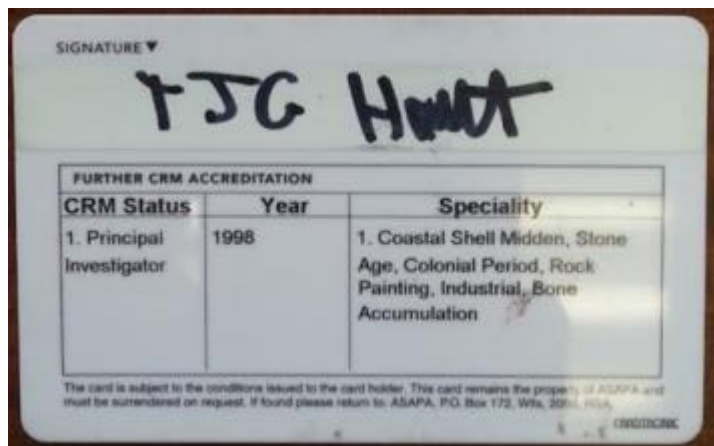 SIGNATURE ▼
JG
FURTHER CRM ACCREDITATION
CRM Status Year Speciality
1. Principal 1998 1. Coastal Shell Midden, Stone
Investigator Age, Colonial Period, Rock
Painting, Industrial, Bone
Accumulation
The card is subject to the conditions issued to the card holder. This card remains the property of ASAPA and
must be surrendered on request. If found please return to: ASAPA, P.O. Box 172, Wits, 2050, RSA.